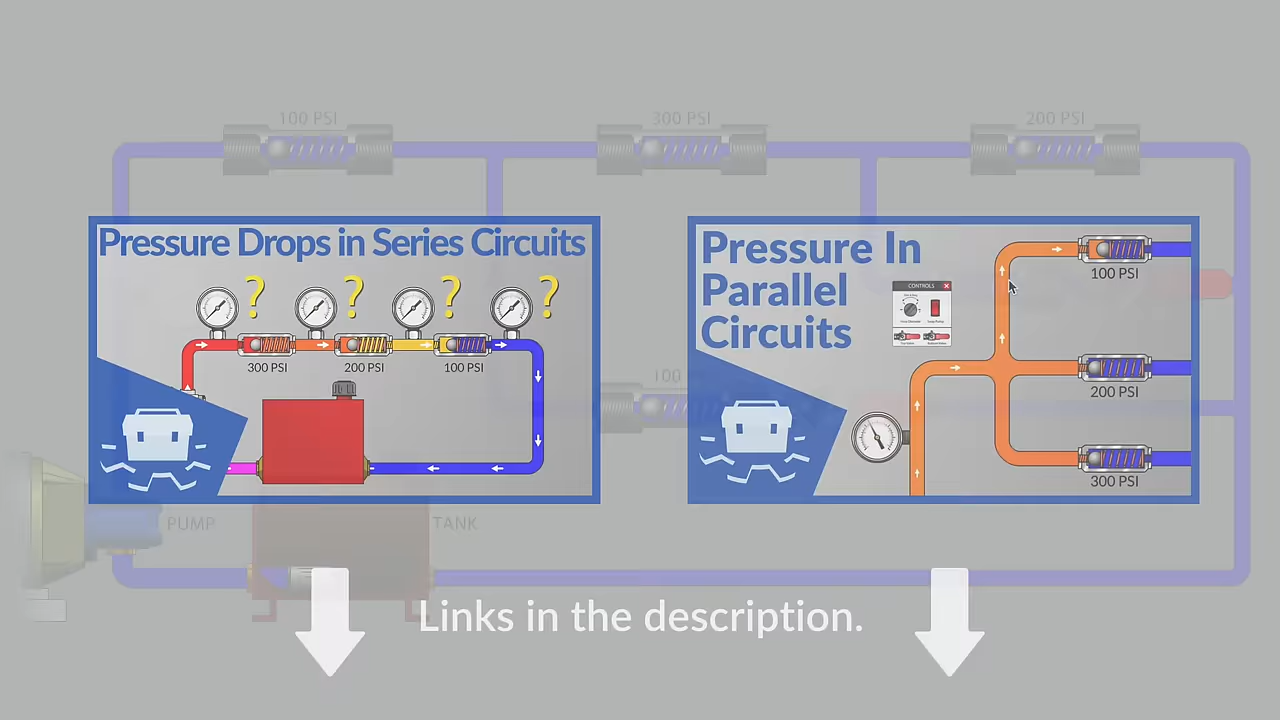 100 PSI
300 PSI
200 PSI
Pressure Drops in Series Circuits
? ? ? ?
300 PSI
200 PSI
100 PSI
Pressure In
Parallel
Circuits
CONTROLS
100 PSI
200 PSI
300 PSI
100
PUMP
TANK
Links in the description.